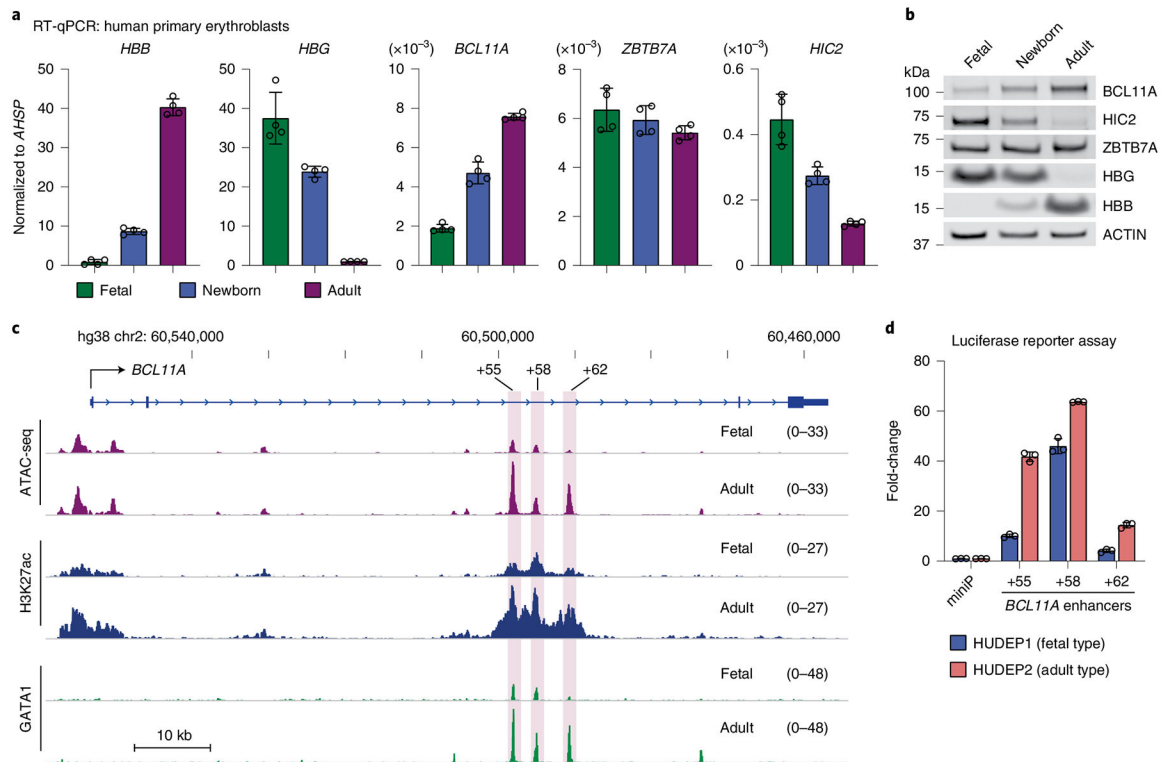 a
RT-qPCR: human primary erythroblasts
HBB
HBG
(×10–3)
BCL11A
(×10–3)
ZBTB7A
(×10–3)
HIC2
Normalized to AHSP
50
40
30
20
10
0
50
40
30
20
10
0
10
8
6
4
2
0
8
6
4
2
0
0.6
0.4
0.2
0
Fetal
Newborn
Adult
b
Fetal
Newborn
Adult
kDa
100
BCL11A
75
HIC2
75
ZBTB7A
15
HBG
15
HBB
37
ACTIN
c
hg38 chr2: 60,540,000
60,500,000
60,460,000
BCL11A
+55
+58
+62
ATAC-seq
Fetal (0–33)
Adult (0–33)
H3K27ac
Fetal (0–27)
Adult (0–27)
GATA1
Fetal (0–48)
Adult (0–48)
10 kb
d
Luciferase reporter assay
Fold-change
80
60
40
20
0
miniP
+55
+58
+62
BCL11A enhancers
HUDEP1 (fetal type)
HUDEP2 (adult type)